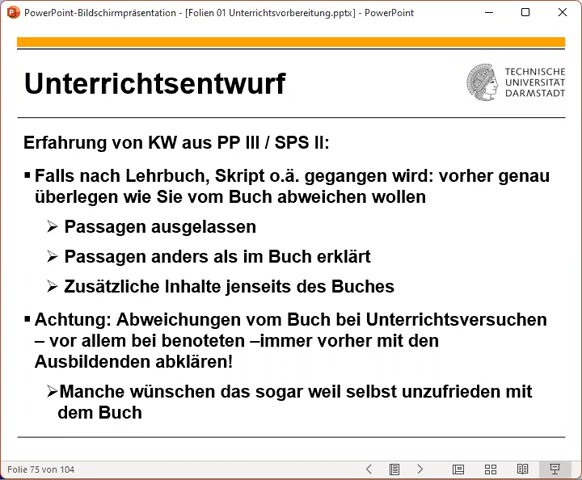 PowerPoint-Bildschirmpräsentation - [Folien 01 Unterrichtsvorbereitung.pptx] - PowerPoint
Unterrichtsentwurf
TECHNISCHE
UNIVERSITÄT
DARMSTADT
Erfahrung von KW aus PP III / SPS II:
▪ Falls nach Lehrbuch, Skript o.ä. gegangen wird: vorher genau
überlegen wie Sie vom Buch abweichen wollen
➢ Passagen ausgelassen
➢ Passagen anders als im Buch erklärt
➢ Zusätzliche Inhalte jenseits des Buches
▪ Achtung: Abweichungen vom Buch bei Unterrichtsversuchen
– vor allem bei benoteten –immer vorher mit den
Ausbildenden abklären!
➢Manche wünschen das sogar weil selbst unzufrieden mit
dem Buch
Folie 75 von 104